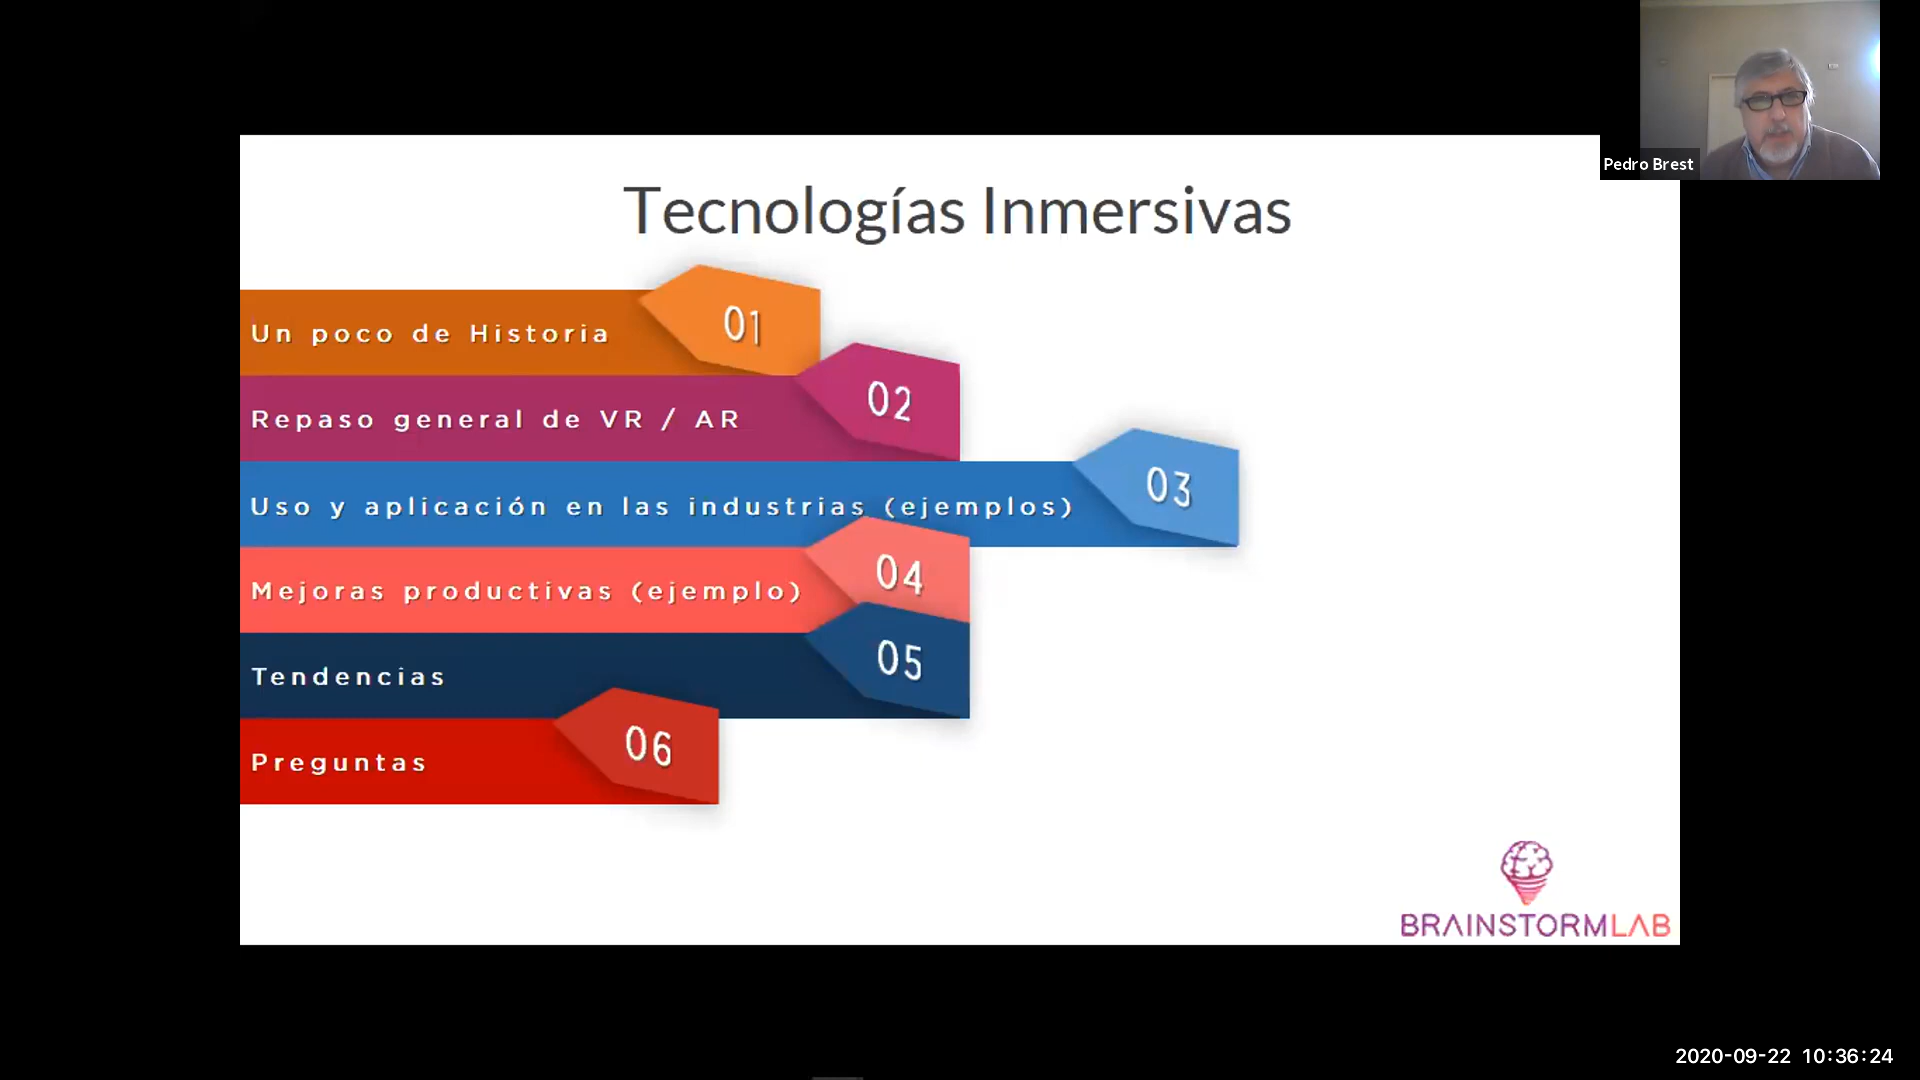 Pedro Brest
Tecnologías Inmersivas
Un poco de Historia
01
Repaso general de VR / AR
02
Uso y aplicación en las industrias (ejemplos)
03
Mejoras productivas (ejemplo)
04
Tendencias
05
Preguntas
06
BRAINSTORMLAB
2020-09-22 10:36:24